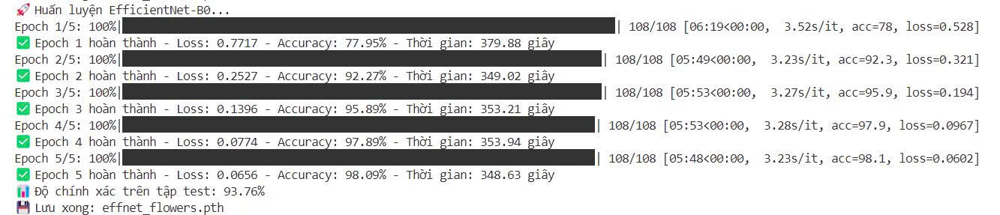 🚀 Huấn luyện EfficientNet-B0...
Epoch 1/5: 100%|██████████| 108/108 [06:19<00:00,  3.52s/it, acc=78, loss=0.528]
✅ Epoch 1 hoàn thành - Loss: 0.7717 - Accuracy: 77.95% - Thời gian: 379.88 giây
Epoch 2/5: 100%|██████████| 108/108 [05:49<00:00,  3.23s/it, acc=92.3, loss=0.321]
✅ Epoch 2 hoàn thành - Loss: 0.2527 - Accuracy: 92.27% - Thời gian: 349.02 giây
Epoch 3/5: 100%|██████████| 108/108 [05:53<00:00,  3.27s/it, acc=95.9, loss=0.194]
✅ Epoch 3 hoàn thành - Loss: 0.1396 - Accuracy: 95.89% - Thời gian: 353.21 giây
Epoch 4/5: 100%|██████████| 108/108 [05:53<00:00,  3.28s/it, acc=97.9, loss=0.0967]
✅ Epoch 4 hoàn thành - Loss: 0.0774 - Accuracy: 97.89% - Thời gian: 353.94 giây
Epoch 5/5: 100%|██████████| 108/108 [05:48<00:00,  3.23s/it, acc=98.1, loss=0.0602]
✅ Epoch 5 hoàn thành - Loss: 0.0656 - Accuracy: 98.09% - Thời gian: 348.63 giây
📊 Độ chính xác trên tập test: 93.76%
💾 Lưu xong: effnet_flowers.pth